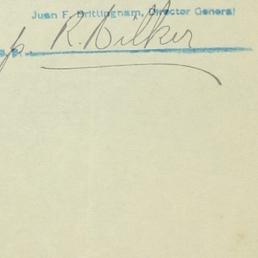 Juan F. Brittingham, Director General
p. R. Bilker